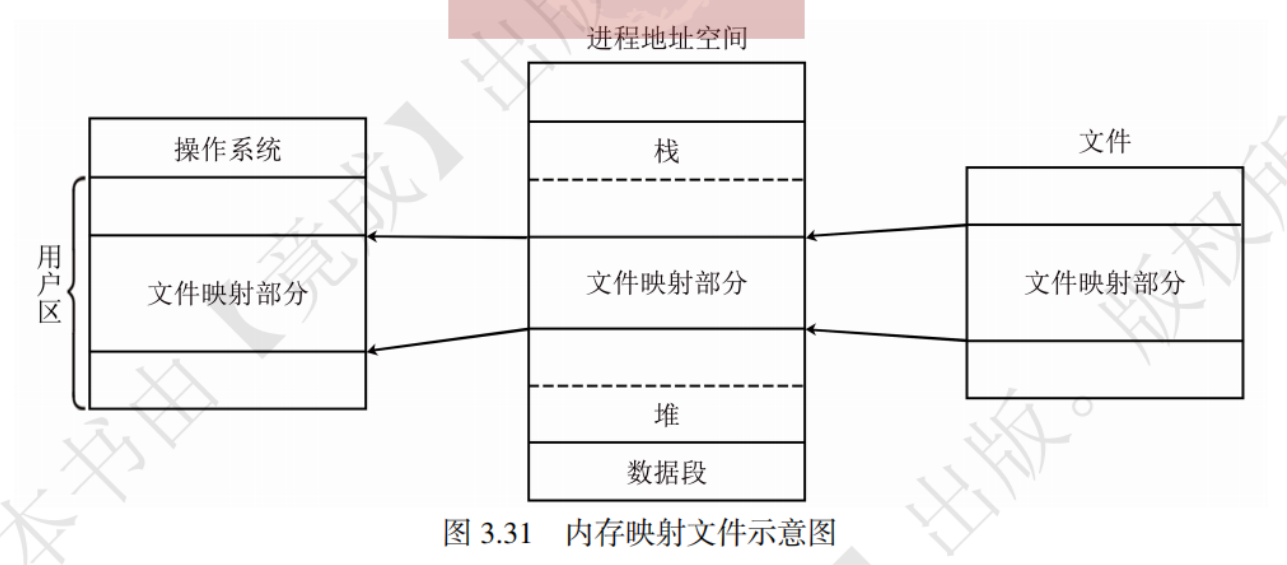 进程地址空间
操作系统
栈
文件
用户区
文件映射部分
文件映射部分
文件映射部分
堆
数据段
图 3.31 内存映射文件示意图
本书由【竟成】出版
出版。版权所